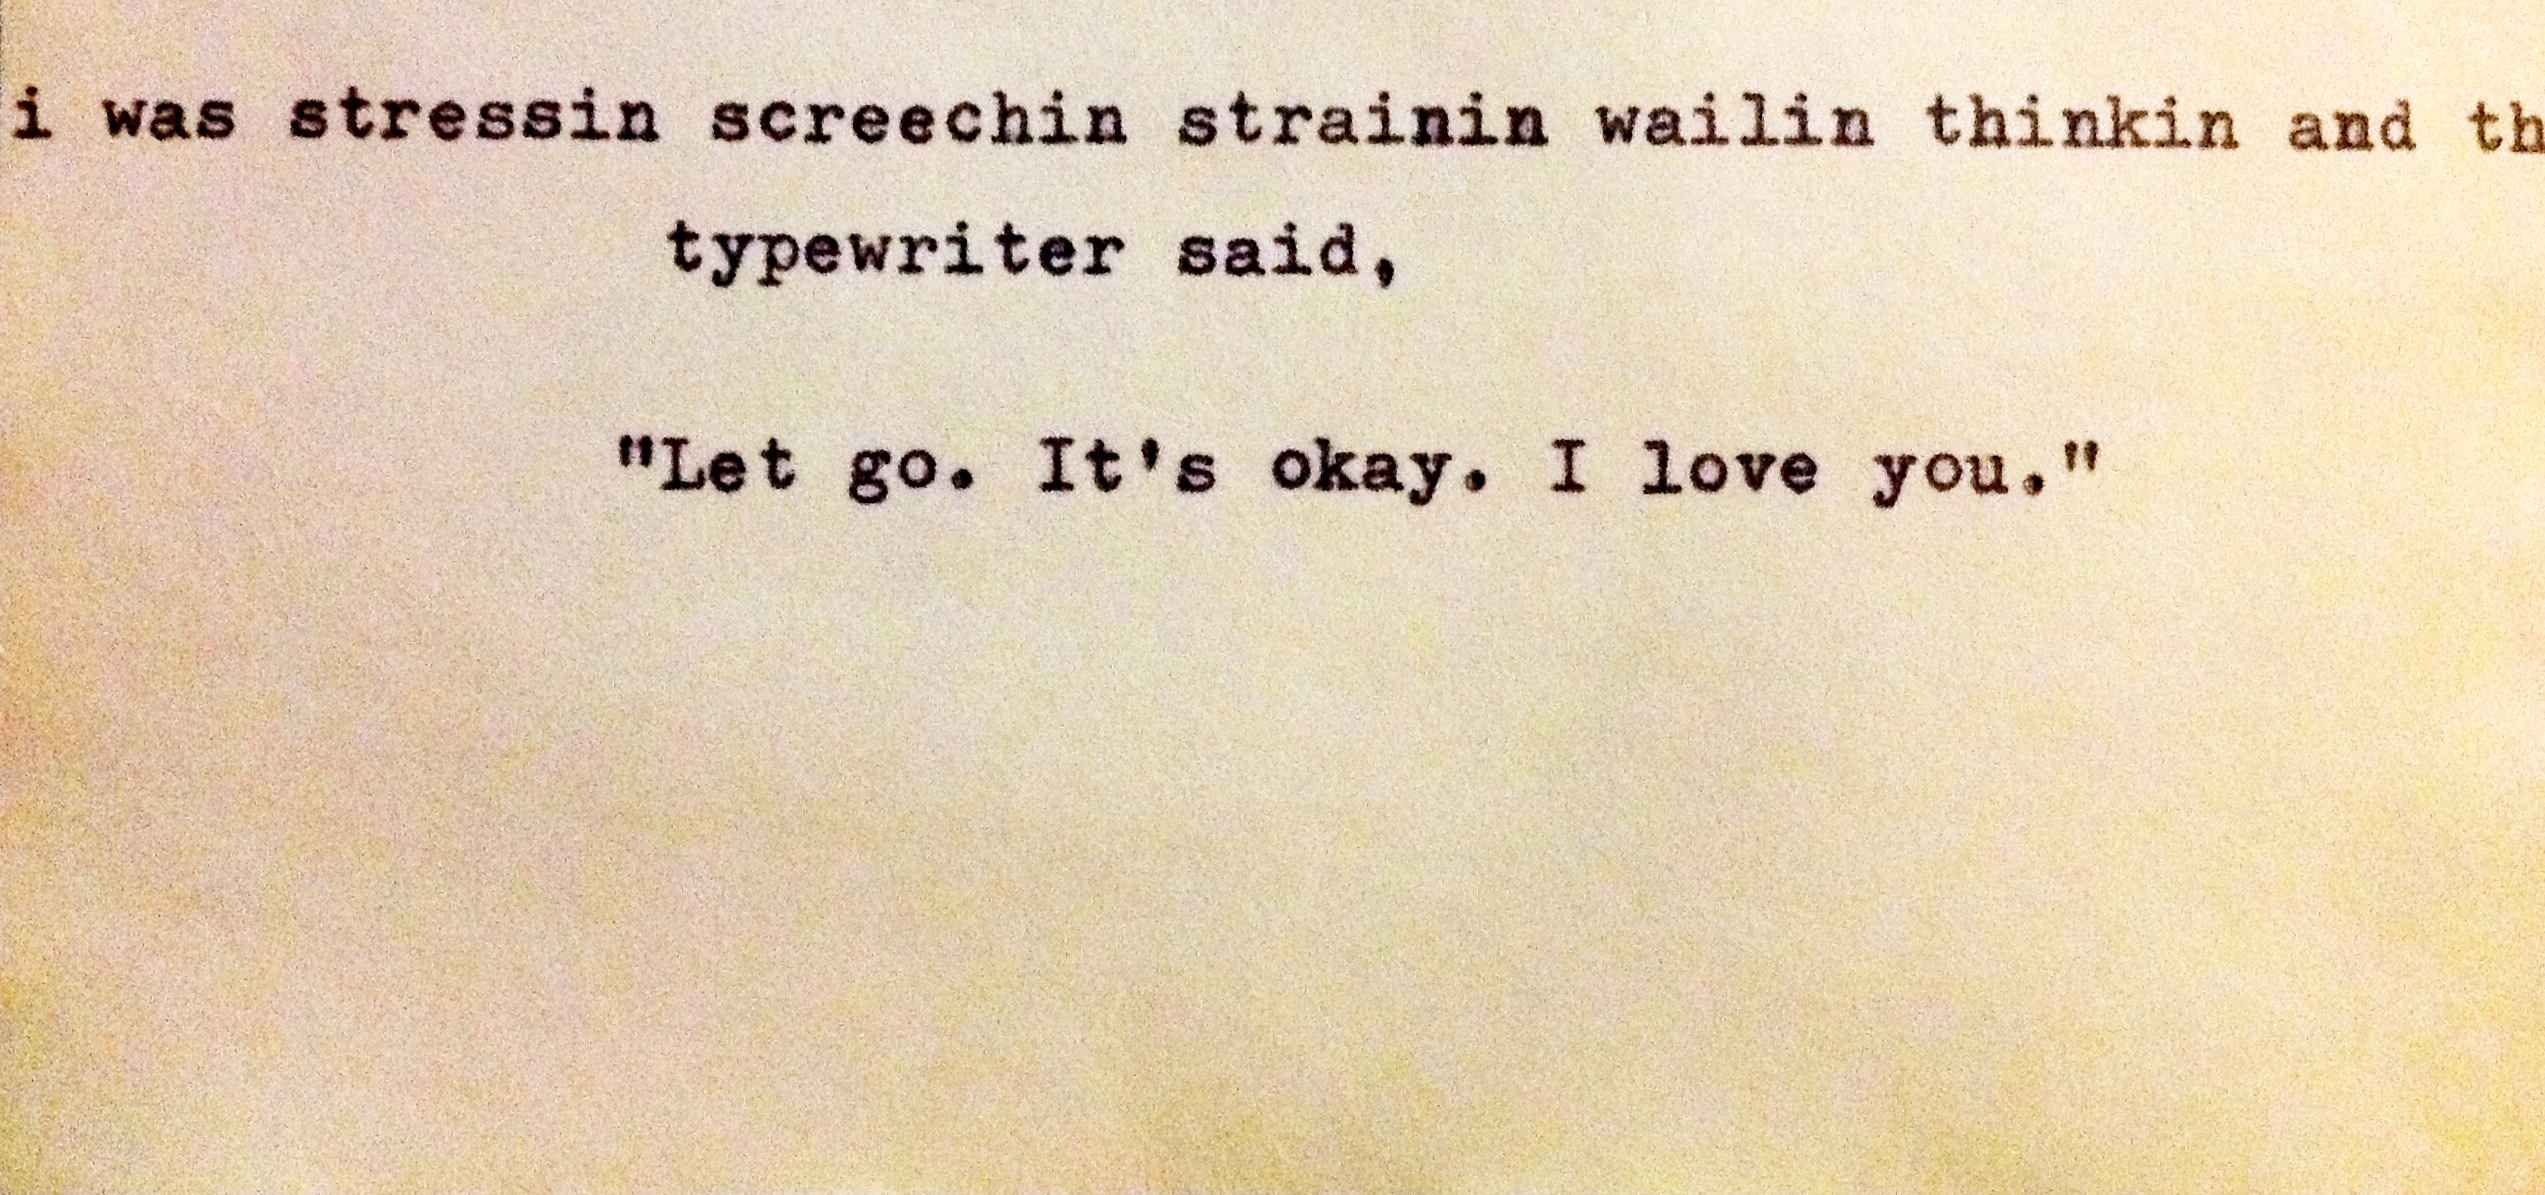 i was stressin screechin strainin wailin thinkin and th
typewriter said,
"Let go. It's okay. I love you."